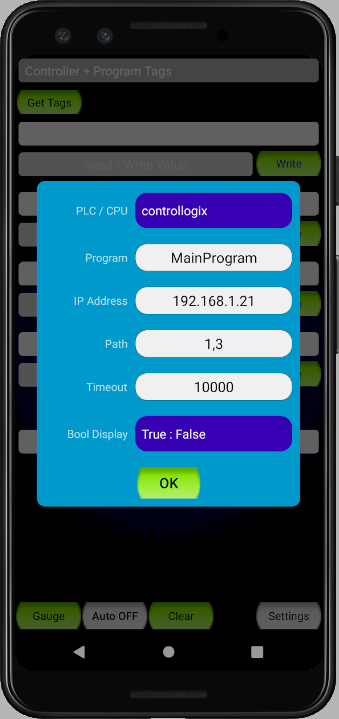 Controller + Program Tags
Get Tags
Read / Write Value
Write
PLC / CPU
controllogix
Program
MainProgram
IP Address
192.168.1.21
Path
1,3
Timeout
10000
Bool Display
True : False
OK
Gauge
Auto OFF
Clear
Settings